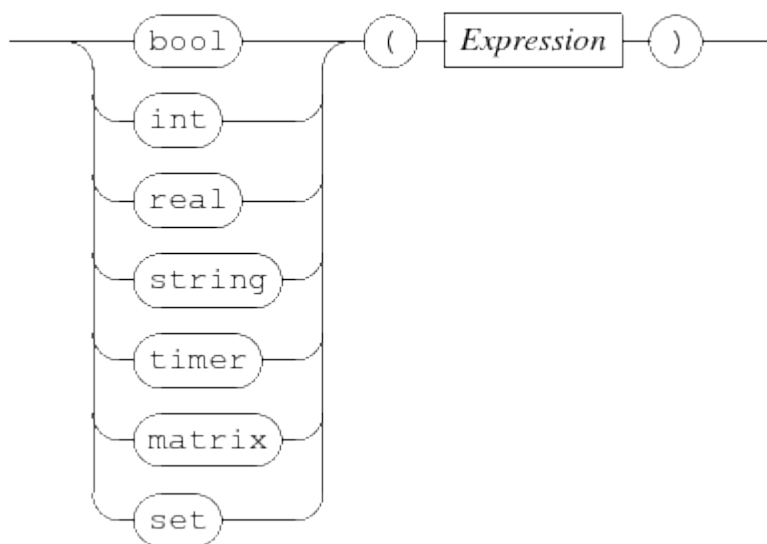 bool ( Expression )
int
real
string
timer
matrix
set